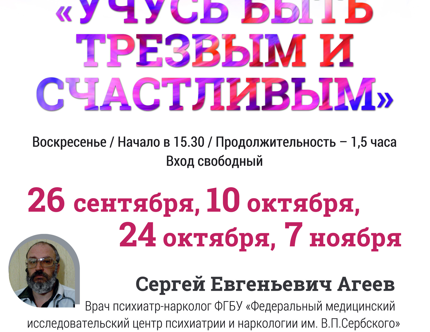 «УЧУСЬ БЫТЬ
ТРЕЗВЫМ И
СЧАСТЛИВЫМ»
Воскресенье / Начало в 15.30 / Продолжительность – 1,5 часа
Вход свободный
26 сентября, 10 октября,
24 октября, 7 ноября
Сергей Евгеньевич Агеев
Врач психиатр-нарколог ФГБУ «Федеральный медицинский
исследовательский центр психиатрии и наркологии им. В.П.Сербского»